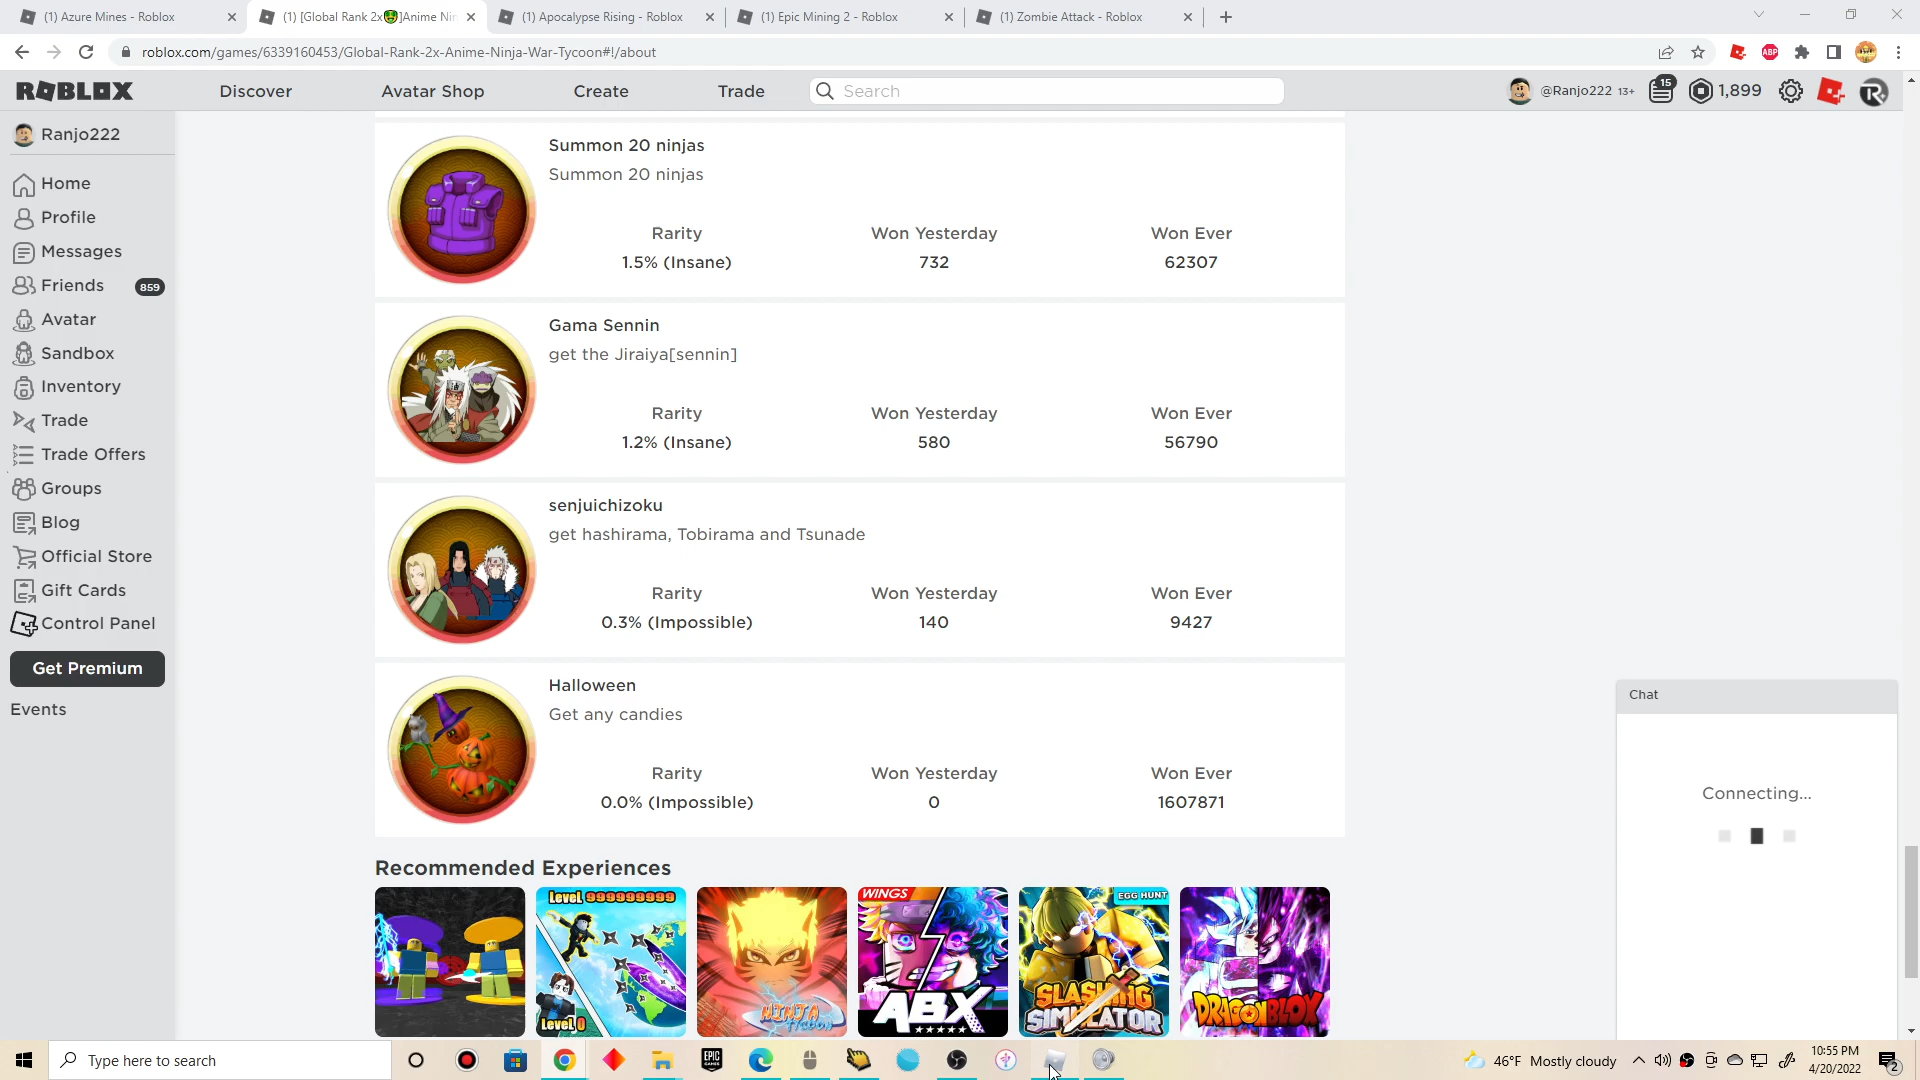 (1) Azure Mines - Roblox
(1) [Global Rank 2x🤑]Anime Nin
(1) Apocalypse Rising - Roblox
(1) Epic Mining 2 - Roblox
(1) Zombie Attack - Roblox
roblox.com/games/6339160453/Global-Rank-2x-Anime-Ninja-War-Tycoon#!/about
ABP
ROBLOX
Discover
Avatar Shop
Create
Trade
Search
@Ranjo222 13+
15
1,899
Ranjo222
Home
Profile
Messages
Friends
859
Avatar
Sandbox
Inventory
Trade
Trade Offers
Groups
Blog
Official Store
Gift Cards
Control Panel
Get Premium
Events
Summon 20 ninjas
Summon 20 ninjas
Rarity Won Yesterday Won Ever
1.5% (Insane) 732 62307
Gama Sennin
get the Jiraiya[sennin]
Rarity Won Yesterday Won Ever
1.2% (Insane) 580 56790
senjuichizoku
get hashirama, Tobirama and Tsunade
Rarity Won Yesterday Won Ever
0.3% (Impossible) 140 9427
Halloween
Get any candies
Rarity Won Yesterday Won Ever
0.0% (Impossible) 0 1607871
Chat
Connecting...
Recommended Experiences
Level 999999999
Level 0
NINJA
TYCOON
WINGS
ABX
EGG HUNT
SLASHING
SIMULATOR
DRAGONBLOX
Type here to search
EPIC
GAMES
46°F Mostly cloudy
10:55 PM
4/20/2022
2